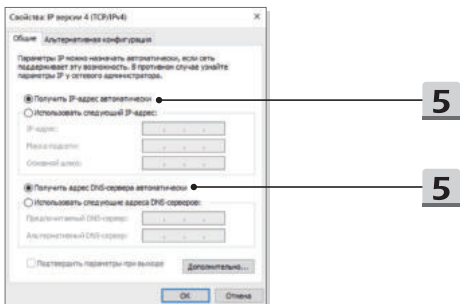 Свойства: IP версии 4 (TCP/IPv4)
Общие Альтернативная конфигурация
Параметры IP можно назначать автоматически, если сеть
поддерживает эту возможность. В противном случае узнайте
параметры IP у сетевого администратора.
Получить IP-адрес автоматически
5
Использовать следующий IP-адрес:
IP-адрес:
Маска подсети:
Основной шлюз:
Получить адрес DNS-сервера автоматически
5
Использовать следующие адреса DNS-серверов:
Предпочитаемый DNS-сервер:
Альтернативный DNS-сервер:
Подтвердить параметры при выходе
Дополнительно...
ОК Отмена